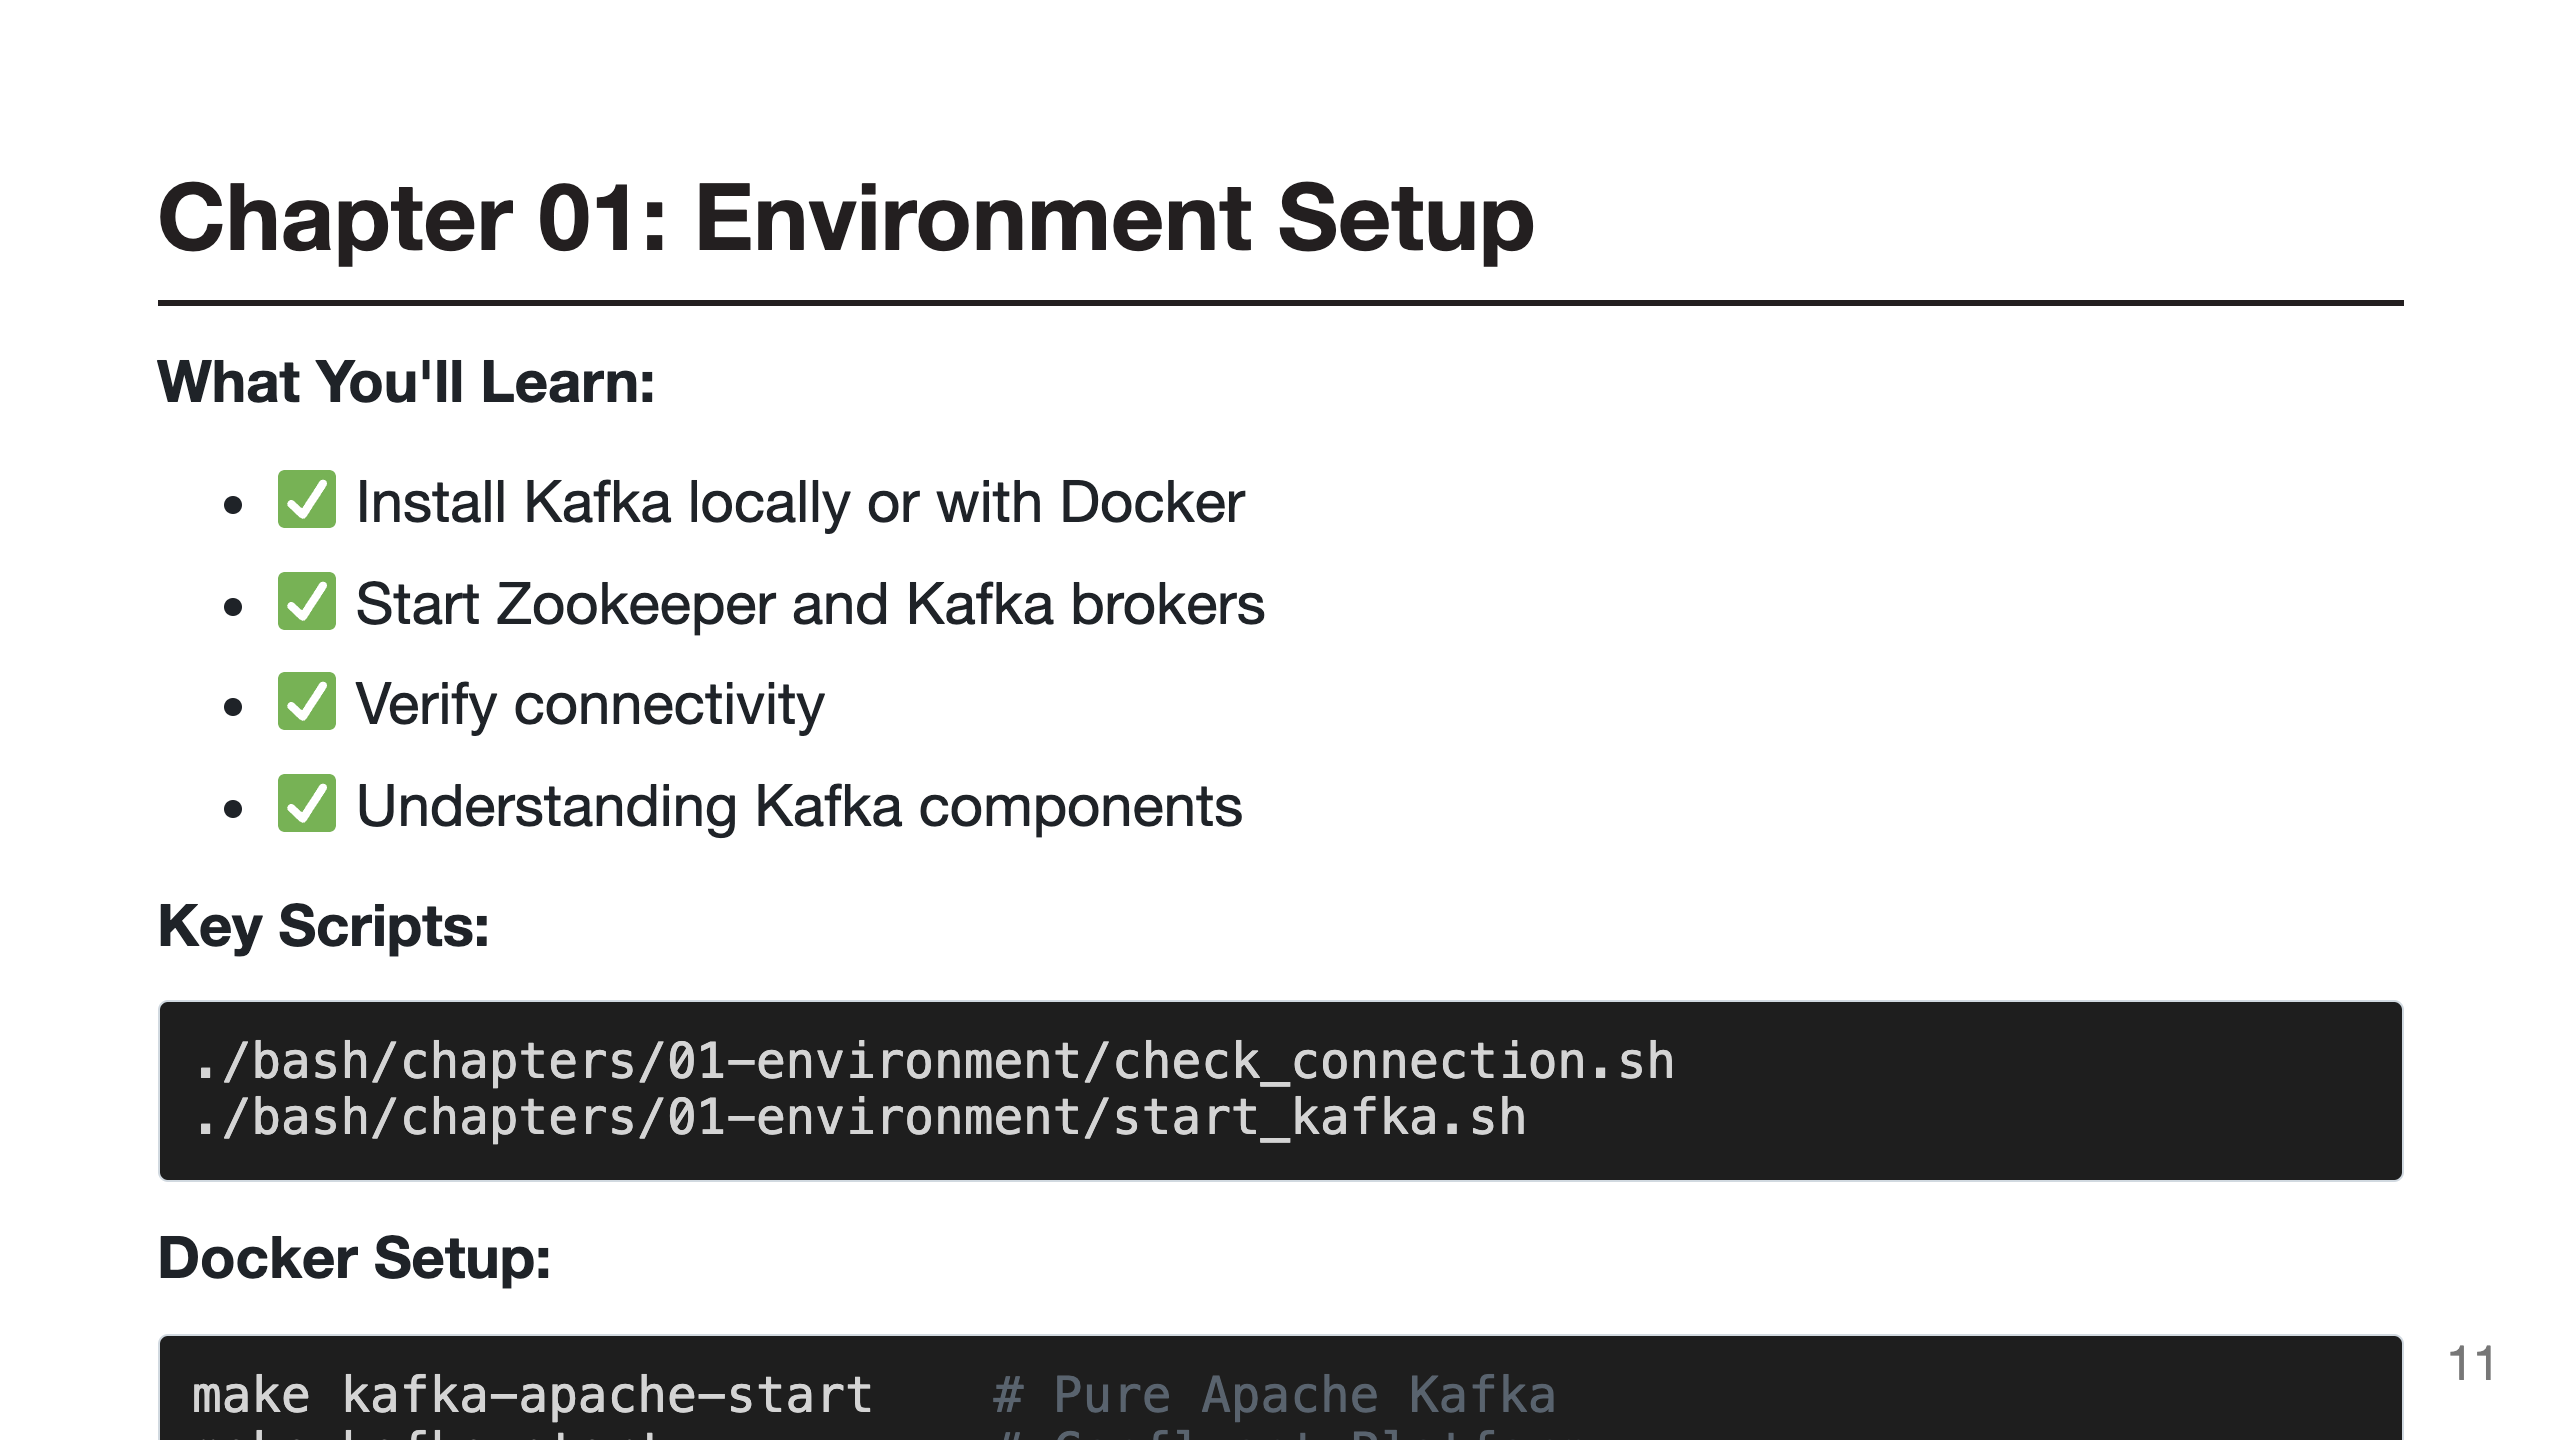 Chapter 01: Environment Setup
What You'll Learn:
• ✅ Install Kafka locally or with Docker
• ✅ Start Zookeeper and Kafka brokers
• ✅ Verify connectivity
• ✅ Understanding Kafka components
Key Scripts:
./bash/chapters/01-environment/check_connection.sh
./bash/chapters/01-environment/start_kafka.sh
Docker Setup:
make kafka-apache-start    # Pure Apache Kafka
11